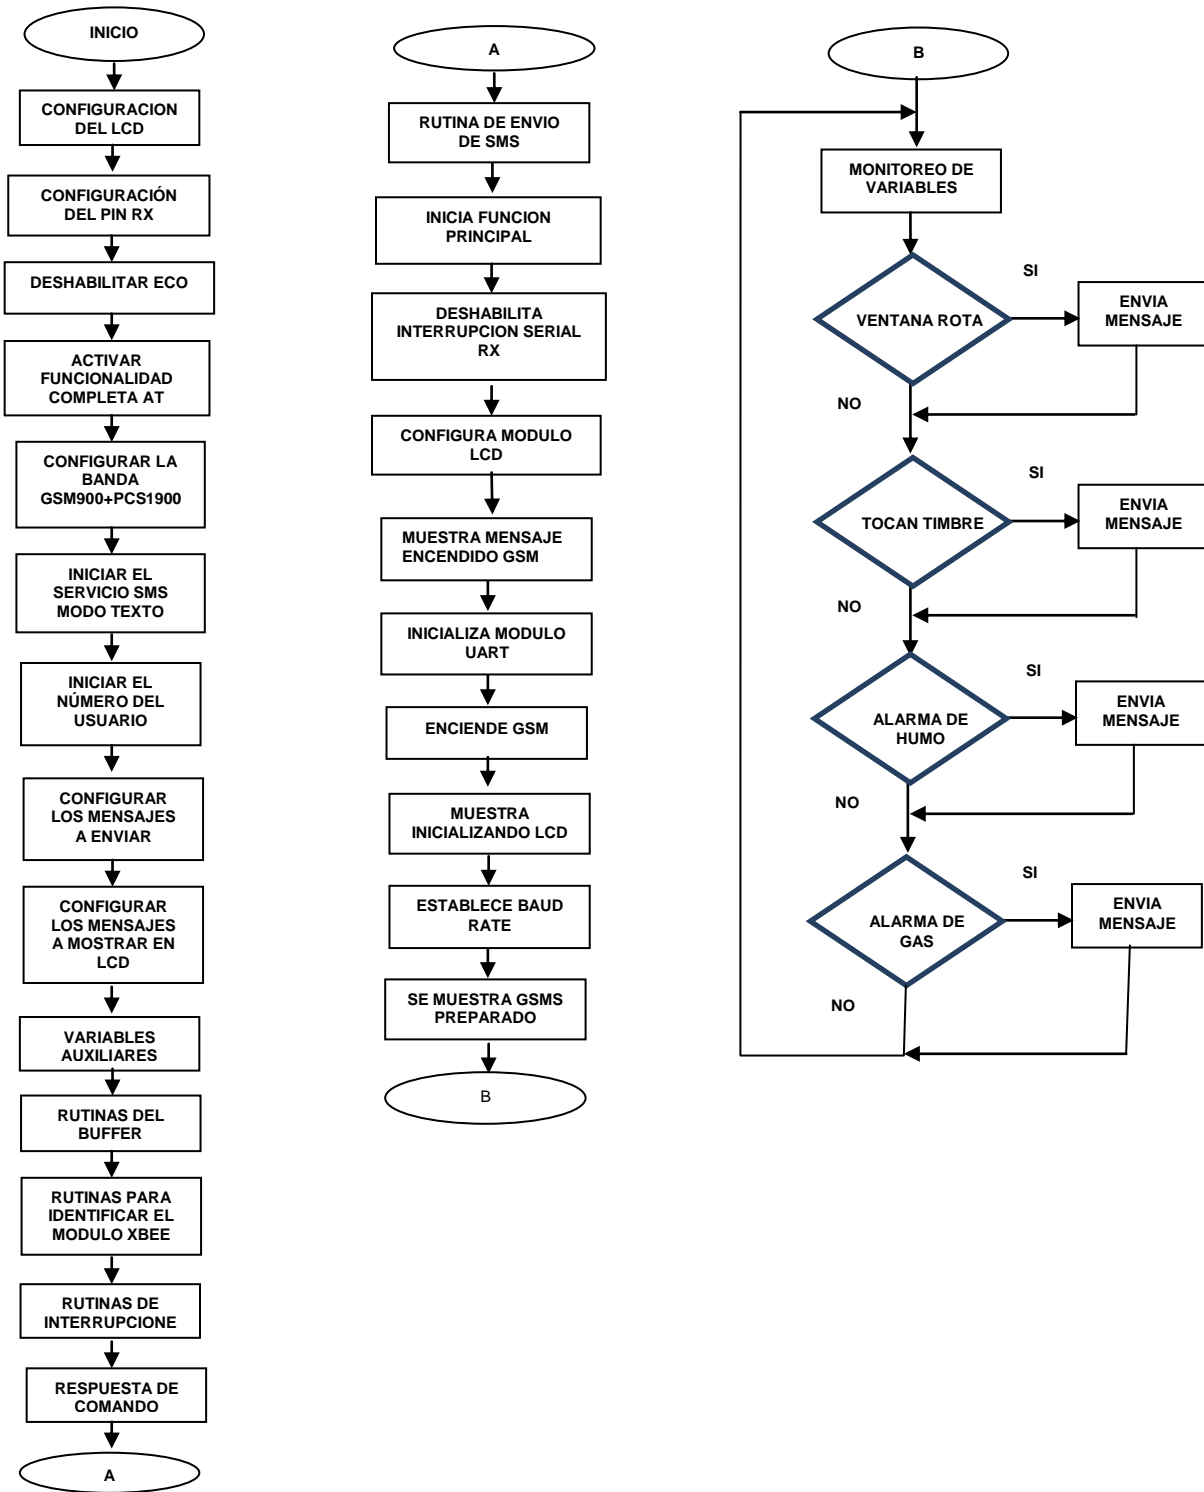 INICIO
CONFIGURACION
DEL LCD
CONFIGURACIÓN
DEL PIN RX
DESHABILITAR ECO
ACTIVAR
FUNCIONALIDAD
COMPLETA AT
CONFIGURAR LA
BANDA
GSM900+PCS1900
INICIAR EL
SERVICIO SMS
MODO TEXTO
INICIAR EL
NÚMERO DEL
USUARIO
CONFIGURAR
LOS MENSAJES
A ENVIAR
CONFIGURAR
LOS MENSAJES
A MOSTRAR EN
LCD
VARIABLES
AUXILIARES
RUTINAS DEL
BUFFER
RUTINAS PARA
IDENTIFICAR EL
MODULO XBEE
RUTINAS DE
INTERRUPCIONE
RESPUESTA DE
COMANDO
A
A
RUTINA DE ENVIO
DE SMS
INICIA FUNCION
PRINCIPAL
DESHABILITA
INTERRUPCION SERIAL
RX
CONFIGURA MODULO
LCD
MUESTRA MENSAJE
ENCENDIDO GSM
INICIALIZA MODULO
UART
ENCIENDE GSM
MUESTRA
INICIALIZANDO LCD
ESTABLECE BAUD
RATE
SE MUESTRA GSMS
PREPARADO
B
B
MONITOREO DE
VARIABLES
VENTANA ROTA
SI
ENVIA
MENSAJE
NO
TOCAN TIMBRE
SI
ENVIA
MENSAJE
NO
ALARMA DE
HUMO
SI
ENVIA
MENSAJE
NO
ALARMA DE
GAS
SI
ENVIA
MENSAJE
NO